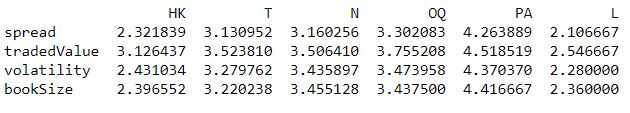 HK T N OQ PA L
spread 2.321839 3.130952 3.160256 3.302083 4.263889 2.106667
tradedValue 3.126437 3.523810 3.506410 3.755208 4.518519 2.546667
volatility 2.431034 3.279762 3.435897 3.473958 4.370370 2.280000
bookSize 2.396552 3.220238 3.455128 3.437500 4.416667 2.360000